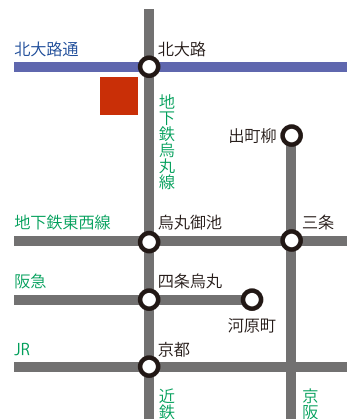 北大路通
北大路
地下鉄烏丸線
出町柳
地下鉄東西線
烏丸御池
三条
阪急
四条烏丸
河原町
JR
京都
近鉄
京阪